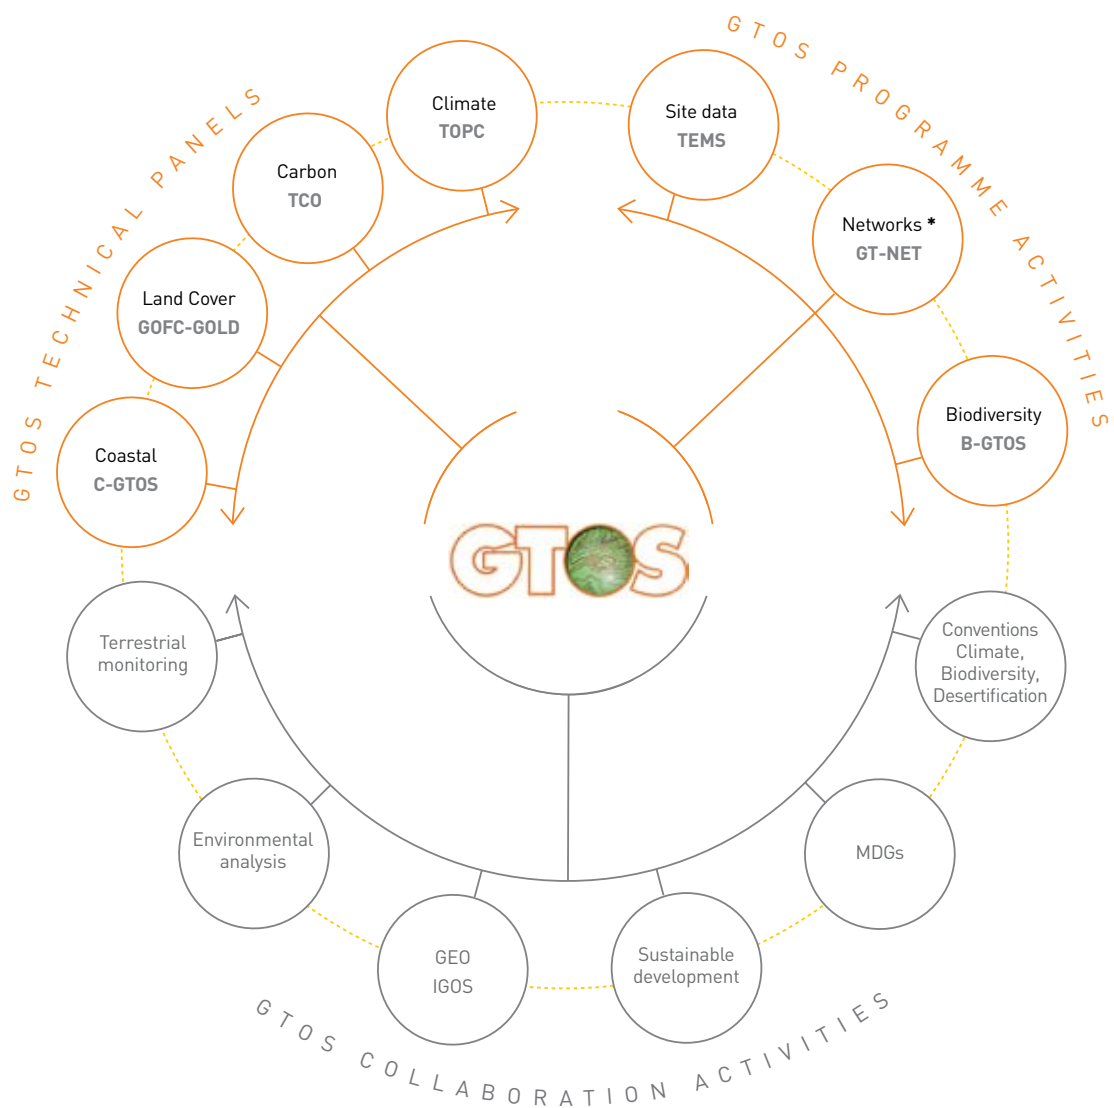 GTOS TECHNICAL PANELS
GTOS PROGRAMME ACTIVITIES
Climate
TOPC
Site data
TEMS
Carbon
TCO
Networks *
GT-NET
Land Cover
GOFC-GOLD
Biodiversity
B-GTOS
Coastal
C-GTOS
GTOS
Terrestrial
monitoring
Conventions
Climate,
Biodiversity,
Desertification
Environmental
analysis
MDGs
GEO
IGOS
Sustainable
development
GTOS COLLABORATION ACTIVITIES